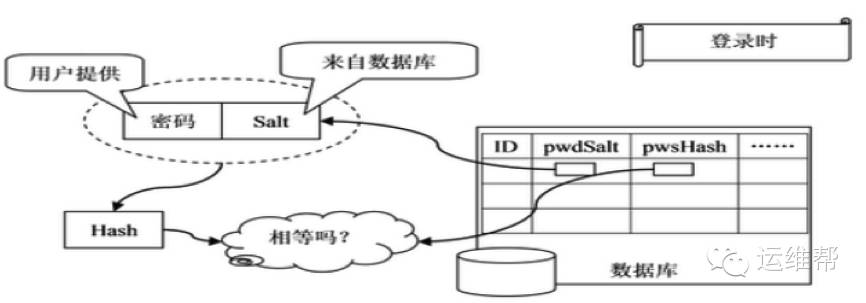 登录时
用户提供
来自数据库
密码 Salt
ID pwdSalt pwsHash ……
Hash
相等吗?
数据库
运维帮